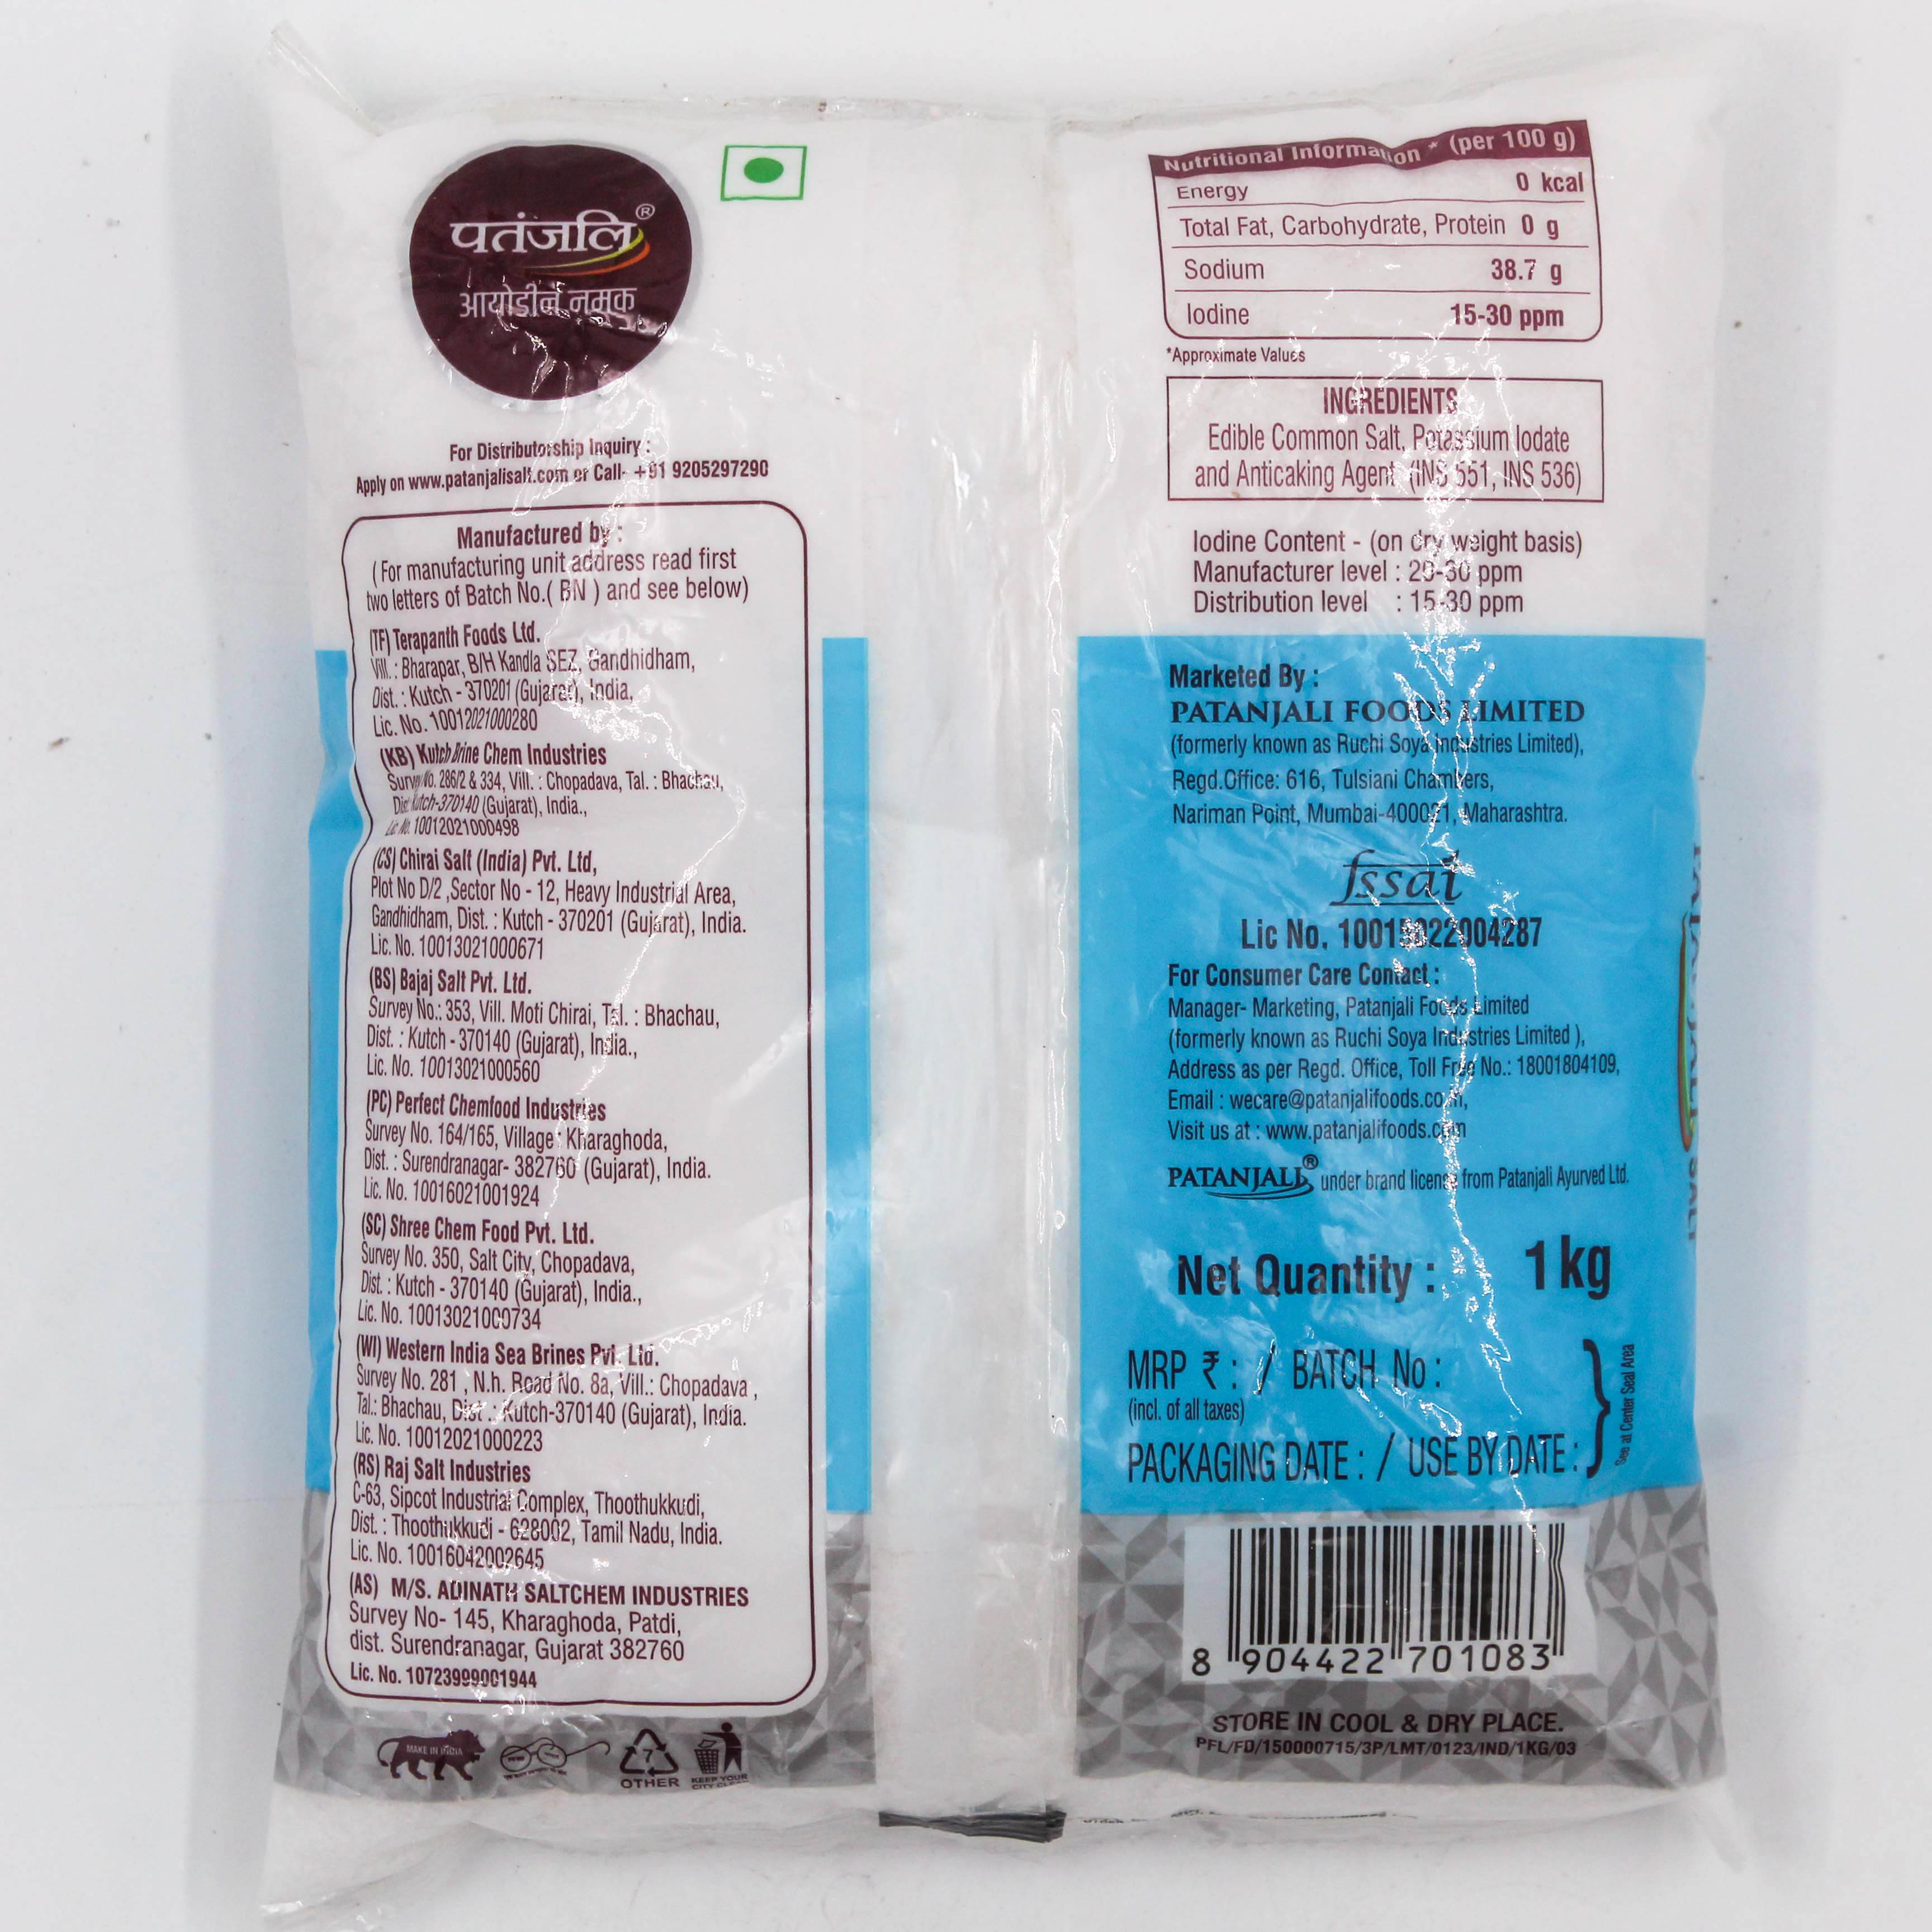 पतंजलि®
आयोडीन नमक
For Distributorship Inquiry :
Apply on www.patanjalisalt.com or Call- +91 9205297290
Manufactured by :
( For manufacturing unit address read first
two letters of Batch No.( BN ) and see below)
(TF) Terapanth Foods Ltd.
Vill. : Bharapar, B/H Kandla SEZ, Gandhidham,
Dist. : Kutch - 370201 (Gujarat), India,
Lic. No. 10012021000280
(KB) Kutch Brine Chem Industries
Survey No. 286/2 & 334, Vill. : Chopadava, Tal. : Bhachau,
Dist Kutch-370140 (Gujarat), India.,
Lic. No. 10012021000498
(CS) Chirai Salt (India) Pvt. Ltd,
Plot No D/2 ,Sector No - 12, Heavy Industrial Area,
Gandhidham, Dist. : Kutch - 370201 (Gujarat), India.
Lic. No. 10013021000671
(BS) Bajaj Salt Pvt. Ltd.
Survey No.: 353, Vill. Moti Chirai, Tal. : Bhachau,
Dist. : Kutch - 370140 (Gujarat), India.,
Lic. No. 10013021000560
(PC) Perfect Chemfood Industries
Survey No. 164/165, Village : Kharaghoda,
Dist. : Surendranagar- 382760 (Gujarat), India.
Lic. No. 10016021001924
(SC) Shree Chem Food Pvt. Ltd.
Survey No. 350, Salt City, Chopadava,
Dist. : Kutch - 370140 (Gujarat), India.,
Lic. No. 10013021000734
(WI) Western India Sea Brines Pvt. Ltd.
Survey No. 281 , N.h. Road No. 8a, Vill.: Chopadava ,
Tal.: Bhachau, Dist .: Kutch-370140 (Gujarat), India.
Lic. No. 10012021000223
(RS) Raj Salt Industries
C-63, Sipcot Industrial Complex, Thoothukkudi,
Dist. : Thoothukkudi - 628002, Tamil Nadu, India.
Lic. No. 10016042002645
(AS) M/S. ADINATH SALTCHEM INDUSTRIES
Survey No- 145, Kharaghoda, Patdi,
dist. Surendranagar, Gujarat 382760
Lic. No. 10723999001944
MAKE IN INDIA
7
OTHER
KEEP YOUR
CITY CLEAN
Nutritional Information * (per 100 g)
Energy 0 kcal
Total Fat, Carbohydrate, Protein 0 g
Sodium 38.7 g
Iodine 15-30 ppm
*Approximate Values
INGREDIENTS
Edible Common Salt, Potassium Iodate
and Anticaking Agent (INS 551, INS 536)
Iodine Content - (on dry weight basis)
Manufacturer level : 20-30 ppm
Distribution level : 15-30 ppm
Marketed By :
PATANJALI FOODS LIMITED
(formerly known as Ruchi Soya Industries Limited),
Regd.Office: 616, Tulsiani Chambers,
Nariman Point, Mumbai-400021, Maharashtra.
fssai
Lic No. 10015022004287
For Consumer Care Contact :
Manager- Marketing, Patanjali Foods Limited
(formerly known as Ruchi Soya Industries Limited ),
Address as per Regd. Office, Toll Free No.: 18001804109,
Email : wecare@patanjalifoods.co.in,
Visit us at : www.patanjalifoods.com
PATANJALI® under brand license from Patanjali Ayurved Ltd.
Net Quantity : 1 kg
MRP ₹ : / BATCH No :
(incl. of all taxes)
PACKAGING DATE : / USE BY DATE :
See at Center Seal Area
8 904422 701083
STORE IN COOL & DRY PLACE.
PFL/FD/150000715/3P/LMT/0123/IND/1KG/03
SALT